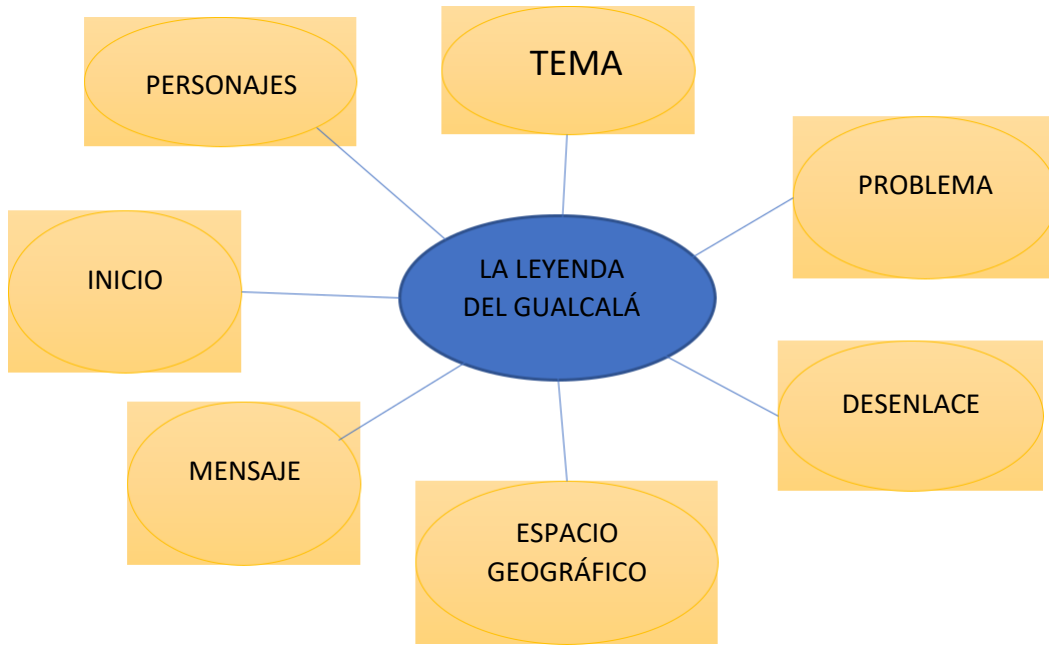 TEMA
PERSONAJES
PROBLEMA
INICIO
LA LEYENDA
DEL GUALCALÁ
DESENLACE
MENSAJE
ESPACIO
GEOGRÁFICO